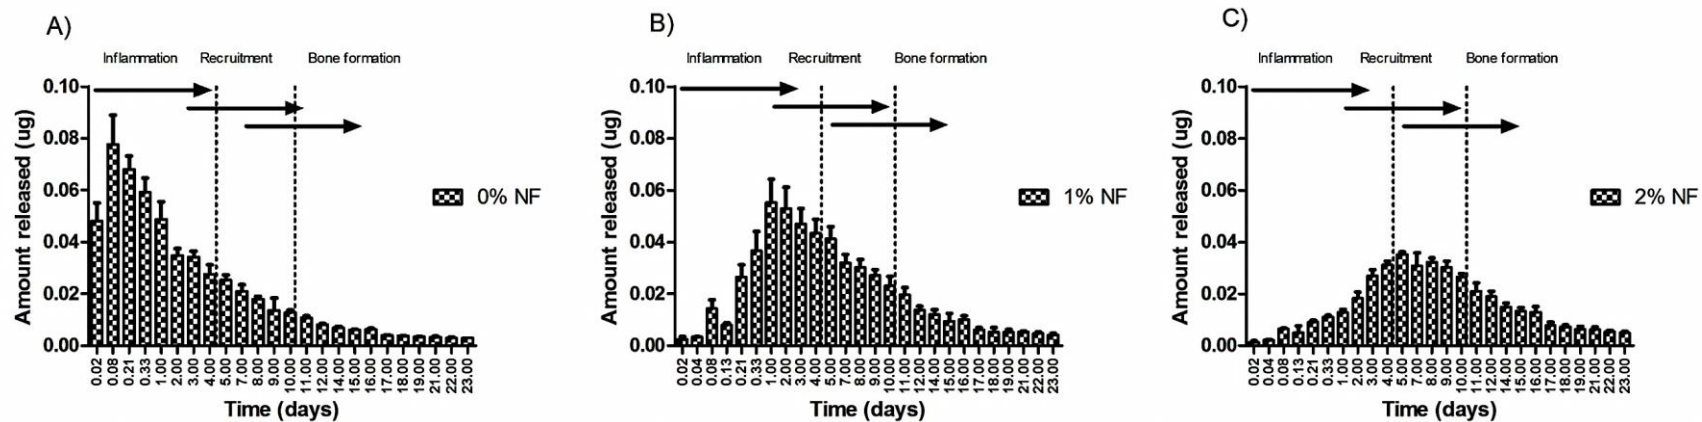 A)
Inflammation Recruitment Bone formation
0.10
0.08
0.06
0.04
0.02
0.00
Amount released (ug)
0% NF
0.02 0.08 0.21 0.33 1.00 2.00 3.00 4.00 5.00 7.00 8.00 9.00 10.00 11.00 12.00 14.00 15.00 16.00 17.00 18.00 19.00 21.00 22.00 23.00
Time (days)
B)
Inflammation Recruitment Bone formation
0.10
0.08
0.06
0.04
0.02
0.00
Amount released (ug)
1% NF
0.02 0.04 0.08 0.13 0.21 0.33 1.00 2.00 3.00 4.00 5.00 7.00 8.00 9.00 10.00 11.00 12.00 14.00 15.00 16.00 17.00 18.00 19.00 21.00 22.00 23.00
Time (days)
C)
Inflammation Recruitment Bone formation
0.10
0.08
0.06
0.04
0.02
0.00
Amount released (ug)
2% NF
0.02 0.04 0.08 0.13 0.21 0.33 1.00 2.00 3.00 4.00 5.00 7.00 8.00 9.00 10.00 11.00 12.00 14.00 15.00 16.00 17.00 18.00 19.00 21.00 22.00 23.00
Time (days)